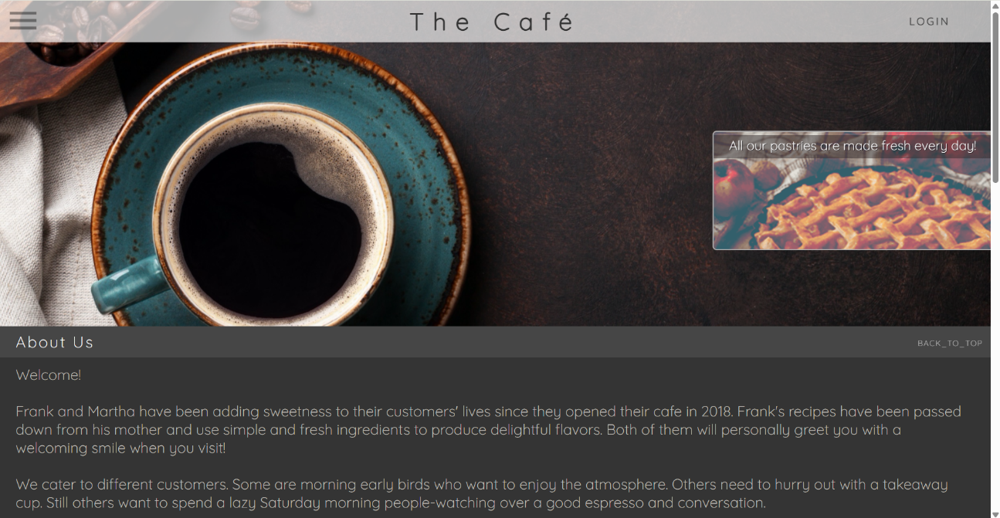 The Café
LOGIN
All our pastries are made fresh every day!
About Us
BACK_TO_TOP
Welcome!
Frank and Martha have been adding sweetness to their customers' lives since they opened their cafe in 2018. Frank's recipes have been passed
down from his mother and use simple and fresh ingredients to produce delightful flavors. Both of them will personally greet you with a
welcoming smile when you visit!
We cater to different customers. Some are morning early birds who want to enjoy the atmosphere. Others need to hurry out with a takeaway
cup. Still others want to spend a lazy Saturday morning people-watching over a good espresso and conversation.